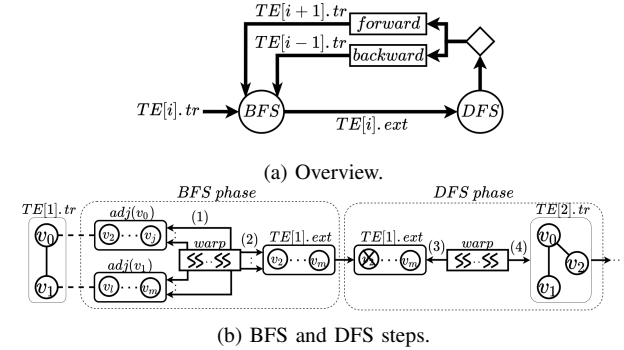 TE[i+1].tr
forward
TE[i−1].tr
backward
TE[i].tr
BFS
DFS
TE[i].ext
(a) Overview.
BFS phase
DFS phase
TE[1].tr
adj(v0)
(1)
TE[2].tr
v0
v2 ··· vj
warp
(2)
TE[1].ext
TE[1].ext
(3)
warp
(4)
v0
v2 ··· vm
vm
v2
adj(v1)
v1
vl ··· vm
v1
(b) BFS and DFS steps.